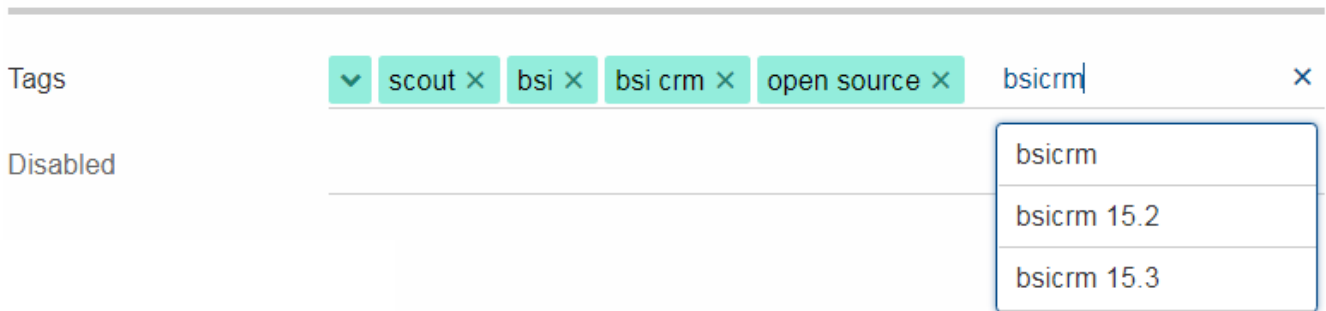 Tags scout bsi bsi crm open source bsicrm
Disabled
bsicrm
bsicrm 15.2
bsicrm 15.3